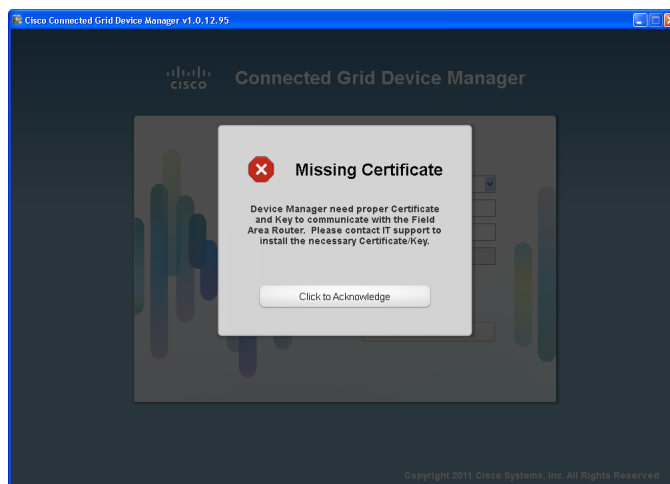 Cisco Connected Grid Device Manager v1.0.12.95
CISCO
Connected Grid Device Manager
Missing Certificate
Device Manager need proper Certificate
and Key to communicate with the Field
Area Router. Please contact IT support to
install the necessary Certificate/Key.
Click to Acknowledge
Copyright 2011 Cisco Systems, Inc. All Rights Reserved